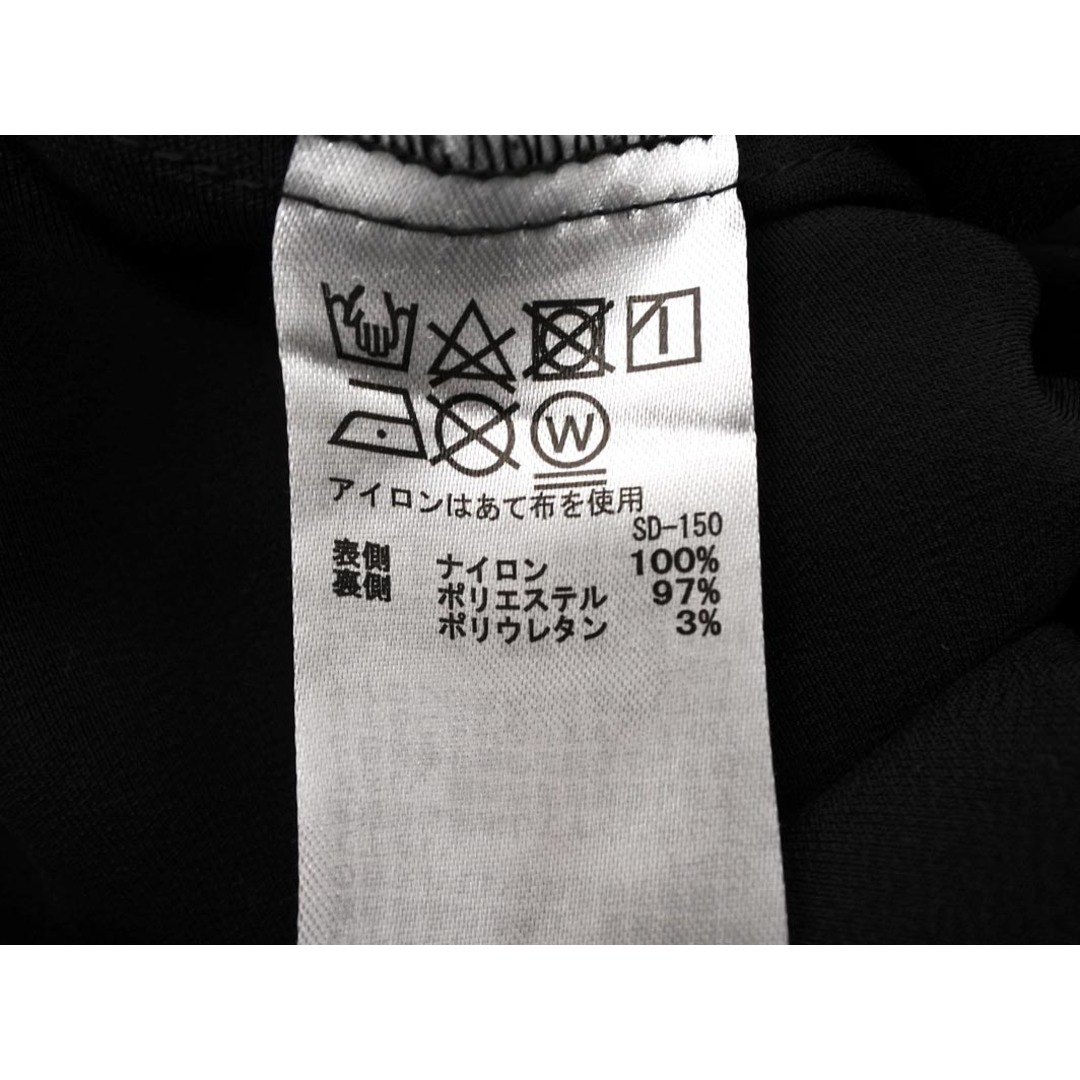 W
アイロンはあて布を使用
SD-150
表側 ナイロン 100%
裏側 ポリエステル 97%
ポリウレタン 3%